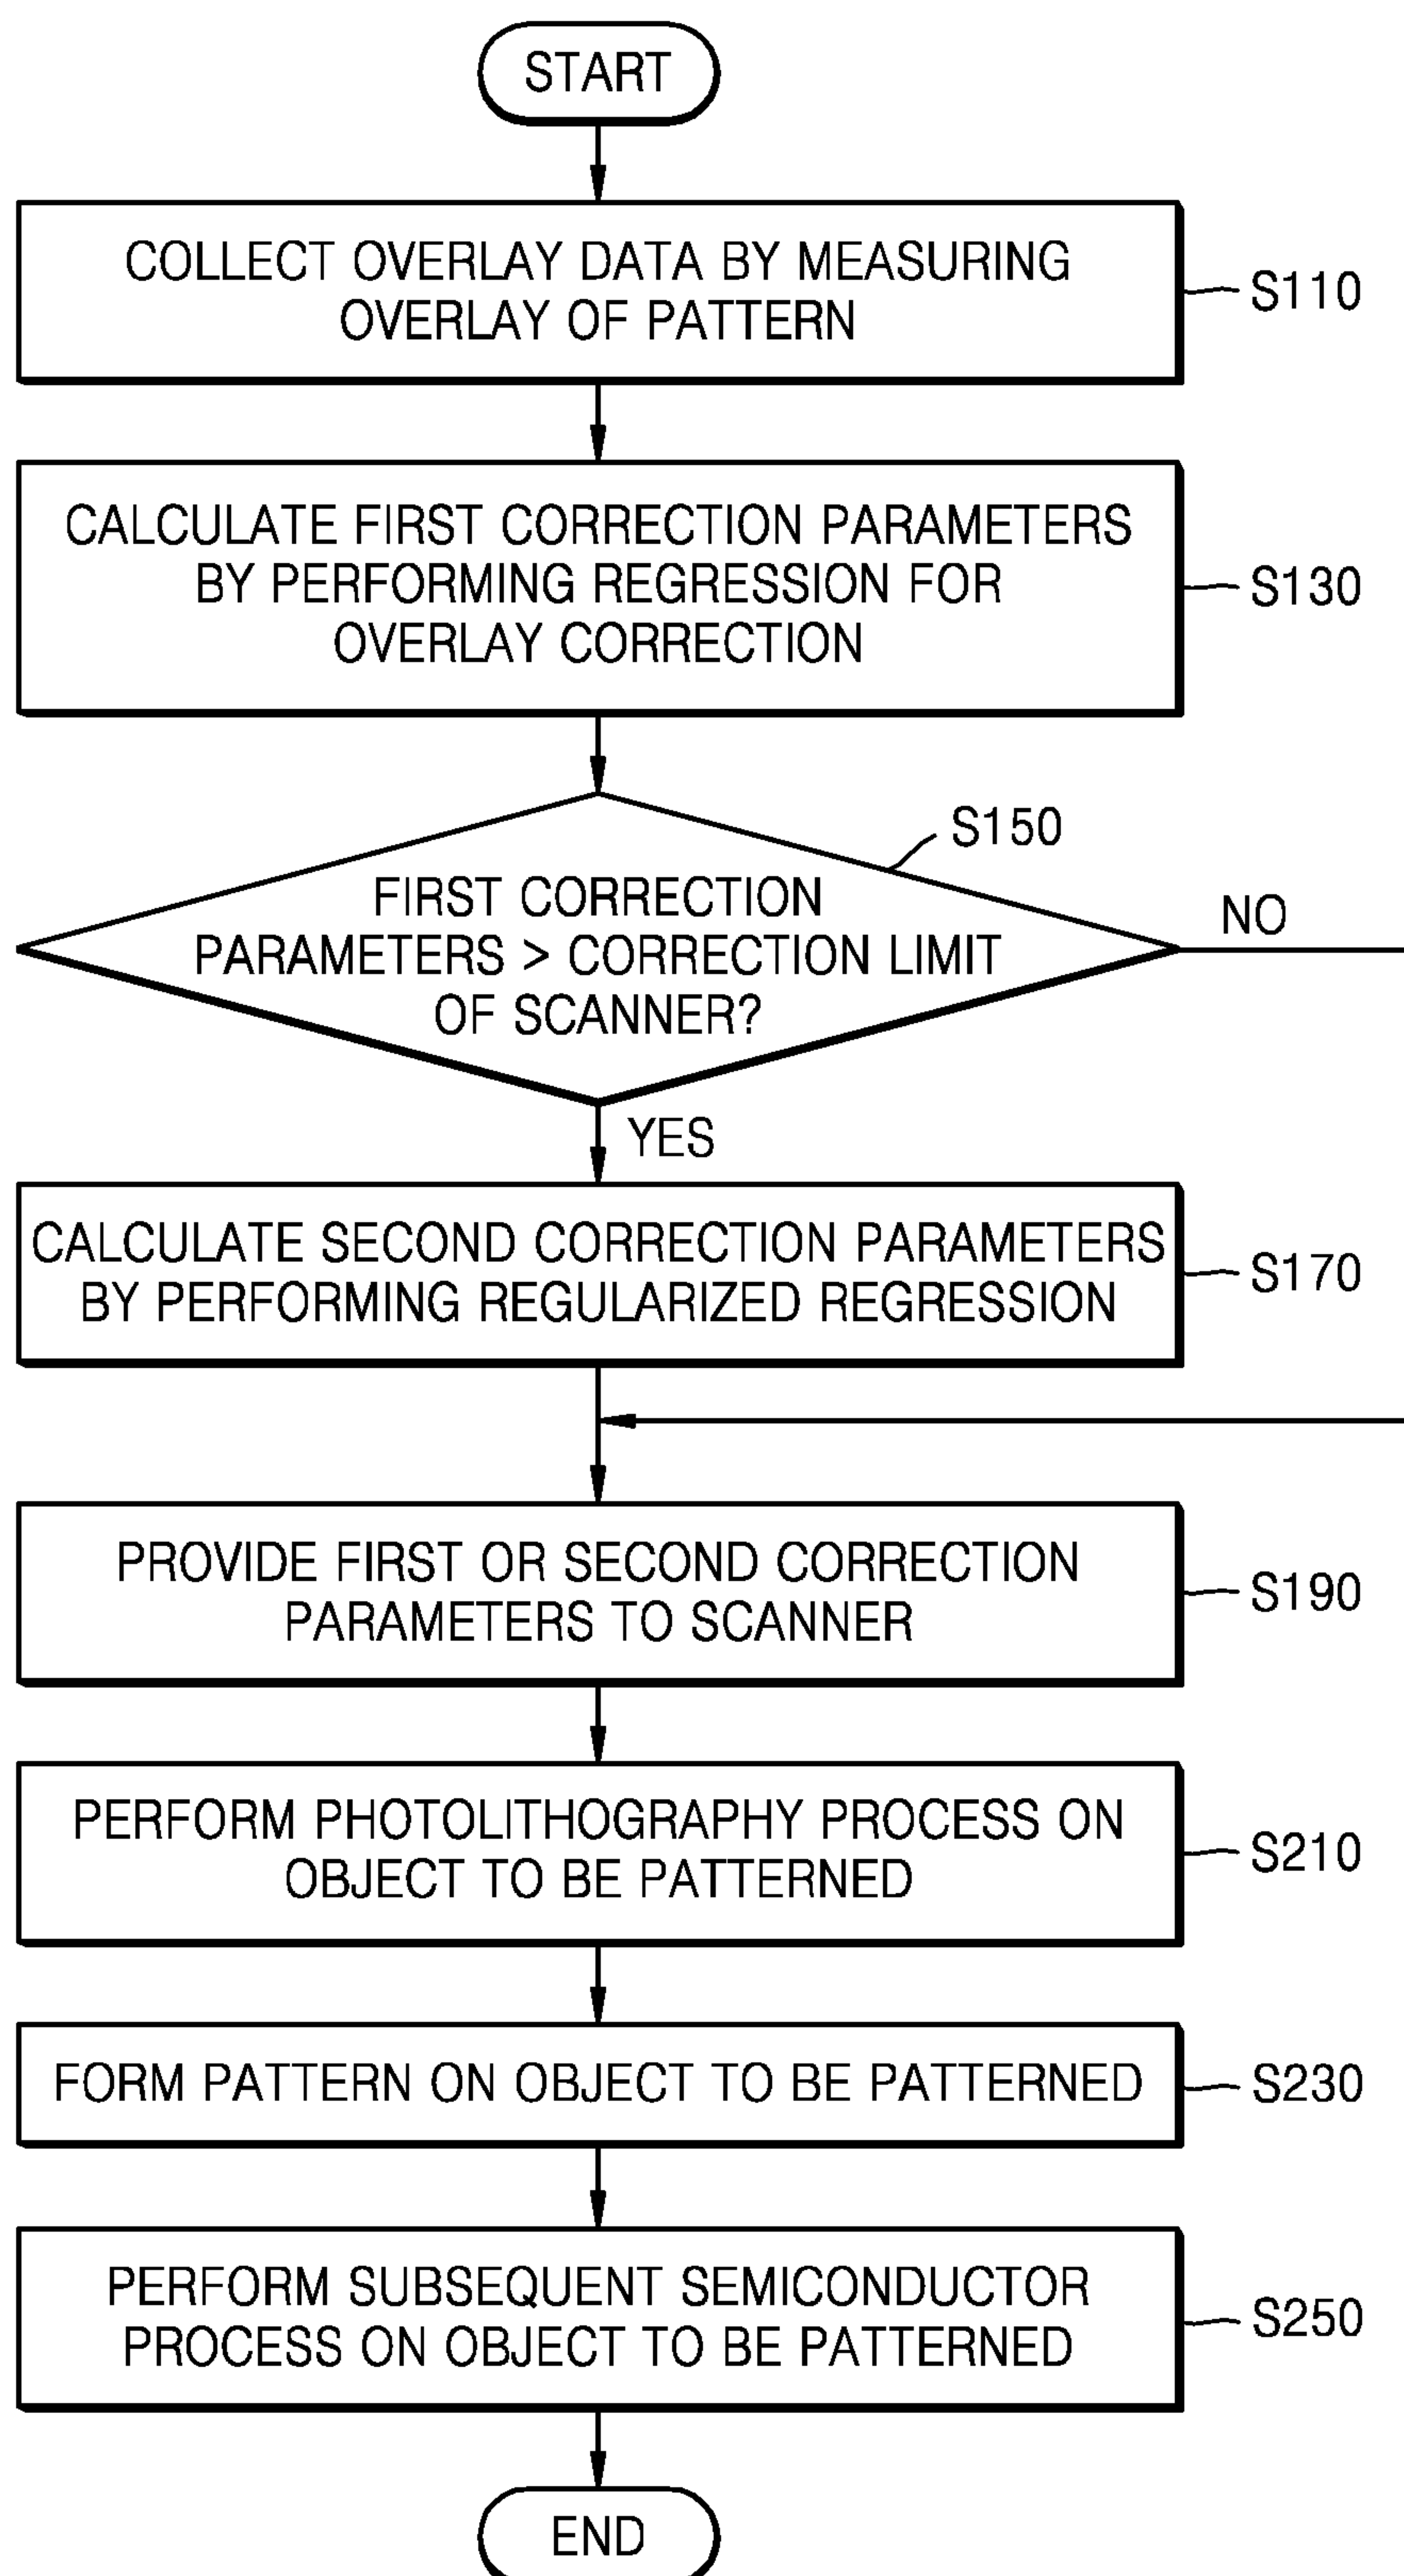 START
COLLECT OVERLAY DATA BY MEASURING
OVERLAY OF PATTERN
S110
CALCULATE FIRST CORRECTION PARAMETERS
BY PERFORMING REGRESSION FOR
OVERLAY CORRECTION
S130
S150
FIRST CORRECTION
PARAMETERS > CORRECTION LIMIT
OF SCANNER?
NO
YES
CALCULATE SECOND CORRECTION PARAMETERS
BY PERFORMING REGULARIZED REGRESSION
S170
PROVIDE FIRST OR SECOND CORRECTION
PARAMETERS TO SCANNER
S190
PERFORM PHOTOLITHOGRAPHY PROCESS ON
OBJECT TO BE PATTERNED
S210
FORM PATTERN ON OBJECT TO BE PATTERNED
S230
PERFORM SUBSEQUENT SEMICONDUCTOR
PROCESS ON OBJECT TO BE PATTERNED
S250
END